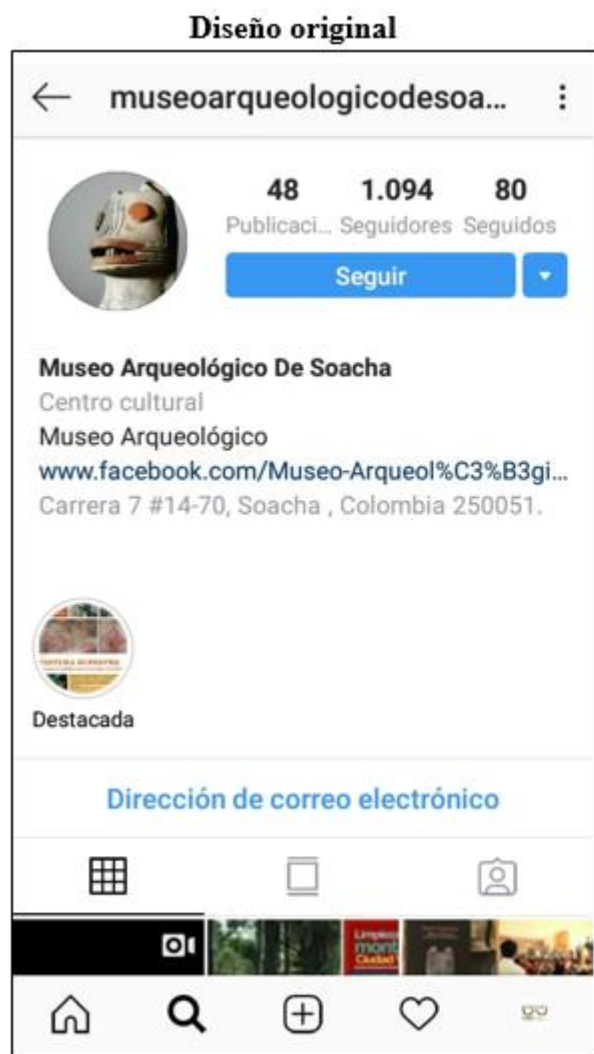 Diseño original
museoarqueologicodesoa...
48 1.094 80
Publicaci... Seguidores Seguidos
Seguir
Museo Arqueológico De Soacha
Centro cultural
Museo Arqueológico
www.facebook.com/Museo-Arqueol%C3%B3gi...
Carrera 7 #14-70, Soacha , Colombia 250051.
Destacada
Dirección de correo electrónico